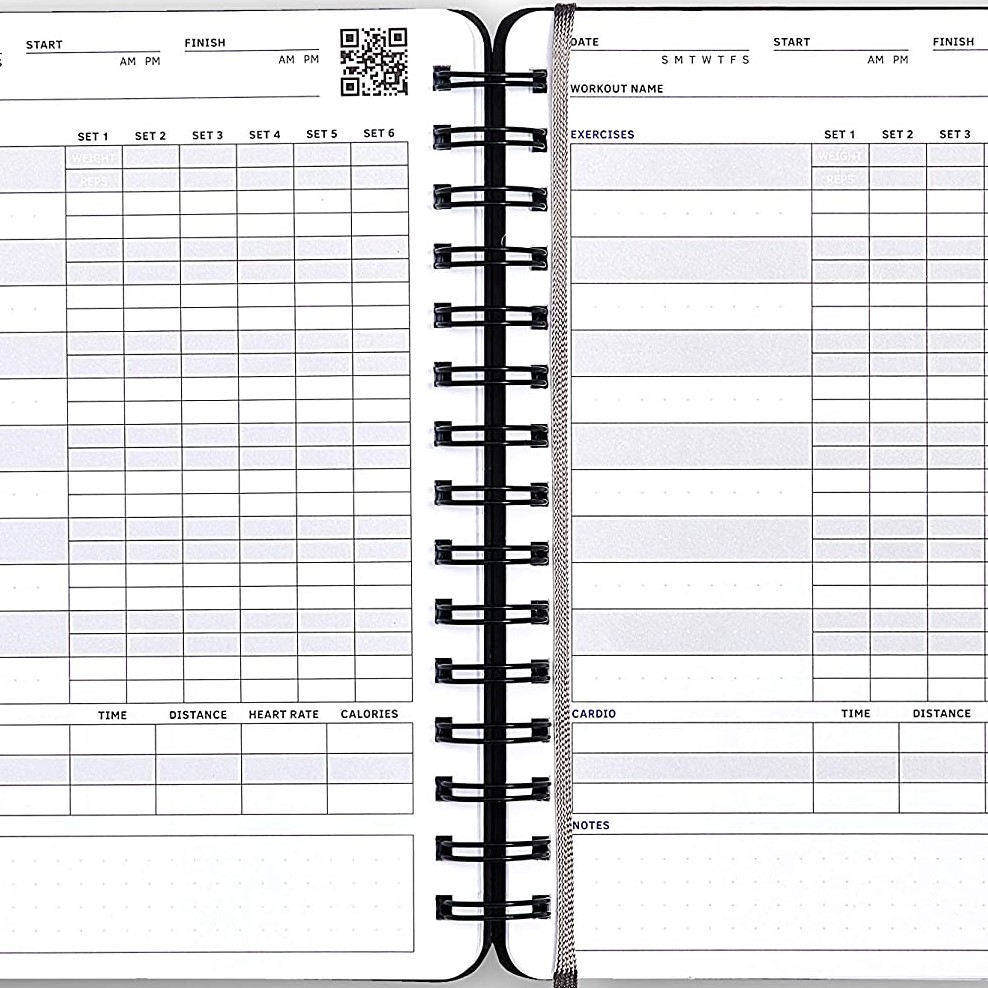 START FINISH
AM PM AM PM
SET 1 SET 2 SET 3 SET 4 SET 5 SET 6
WEIGHT
REPS
TIME DISTANCE HEART RATE CALORIES
DATE START FINISH
S M T W T F S AM PM
WORKOUT NAME
EXERCISES SET 1 SET 2 SET 3
WEIGHT
REPS
CARDIO TIME DISTANCE
NOTES